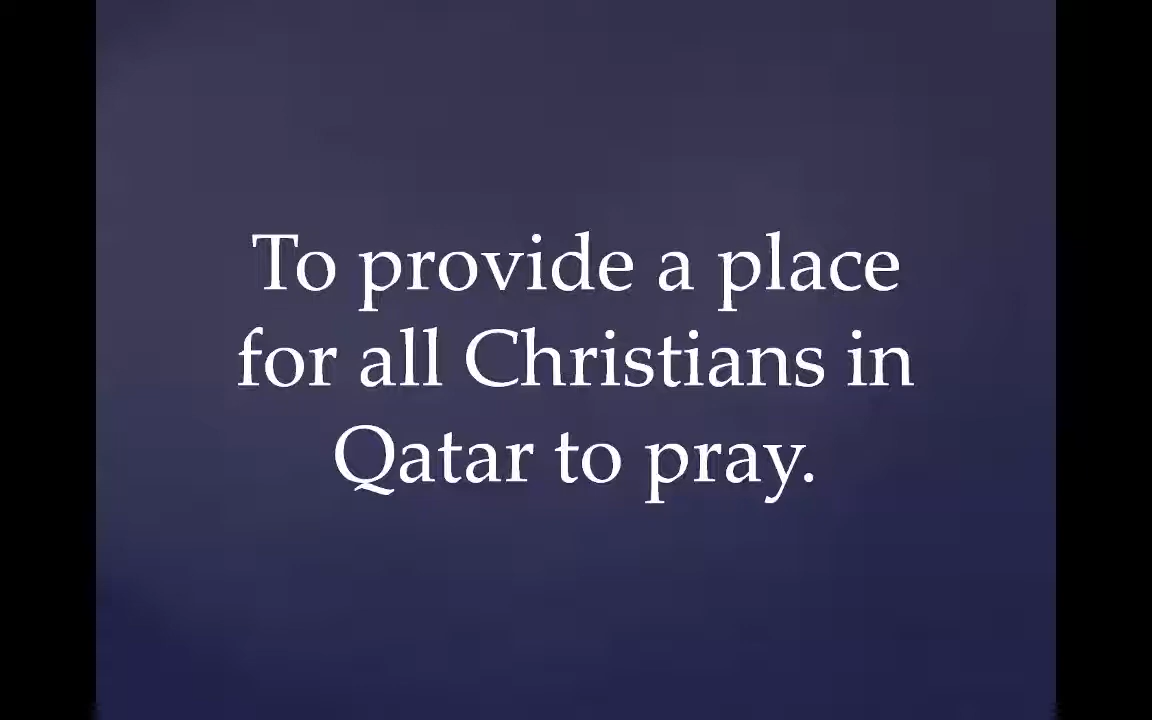 To provide a place
for all Christians in
Qatar to pray.